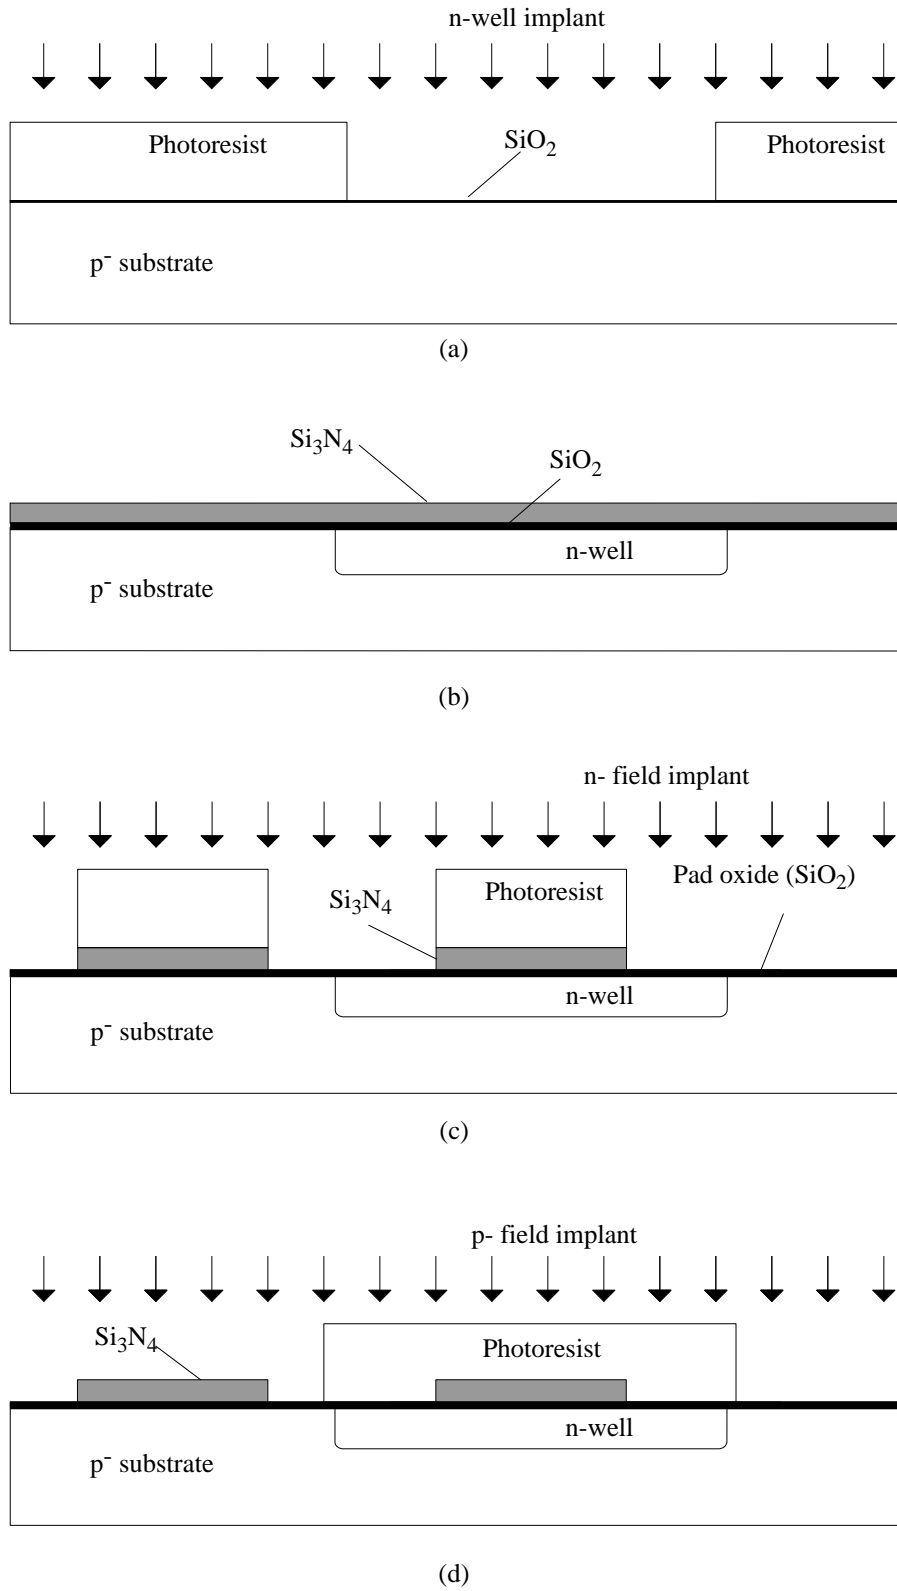 n-well implant
Photoresist
SiO2
Photoresist
p- substrate
(a)
Si3N4
SiO2
n-well
p- substrate
(b)
n- field implant
Pad oxide (SiO2)
Photoresist
Si3N4
n-well
p- substrate
(c)
p- field implant
Si3N4
Photoresist
n-well
p- substrate
(d)